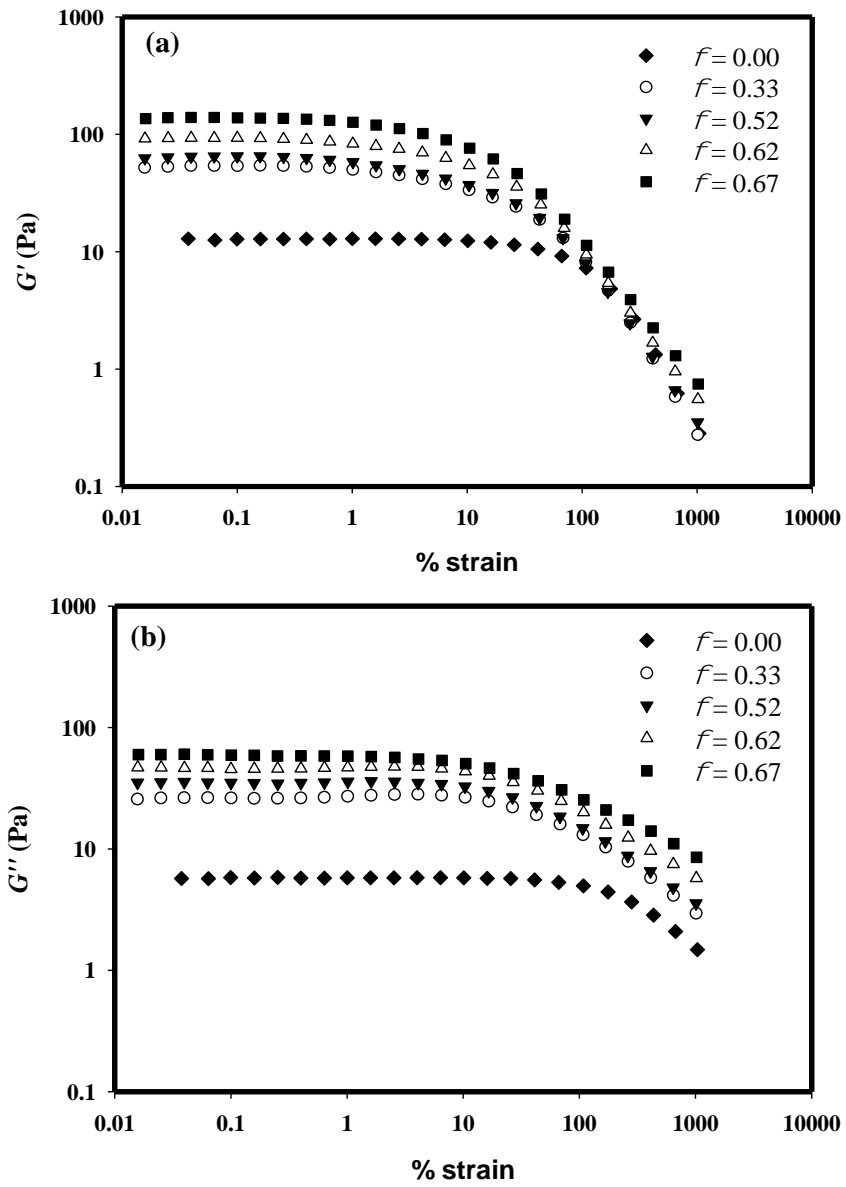 1000
(a)
f = 0.00
f = 0.33
f = 0.52
f = 0.62
f = 0.67
100
10
1
0.1
G' (Pa)
0.01 0.1 1 10 100 1000 10000
% strain
1000
(b)
f = 0.00
f = 0.33
f = 0.52
f = 0.62
f = 0.67
100
10
1
0.1
G'' (Pa)
0.01 0.1 1 10 100 1000 10000
% strain